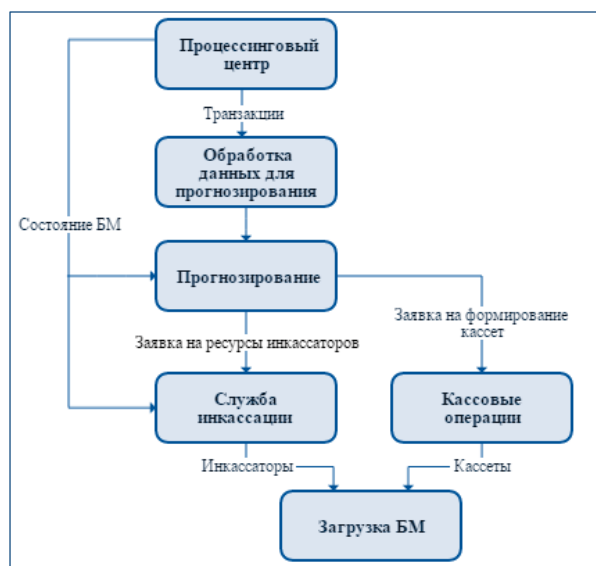 Процессинговый
центр
Транзакции
Обработка
данных для
прогнозирования
Состояние БМ
Прогнозирование
Заявка на формирование
кассет
Заявка на ресурсы инкассаторов
Служба
инкассации
Кассовые
операции
Инкассаторы
Кассеты
Загрузка БМ